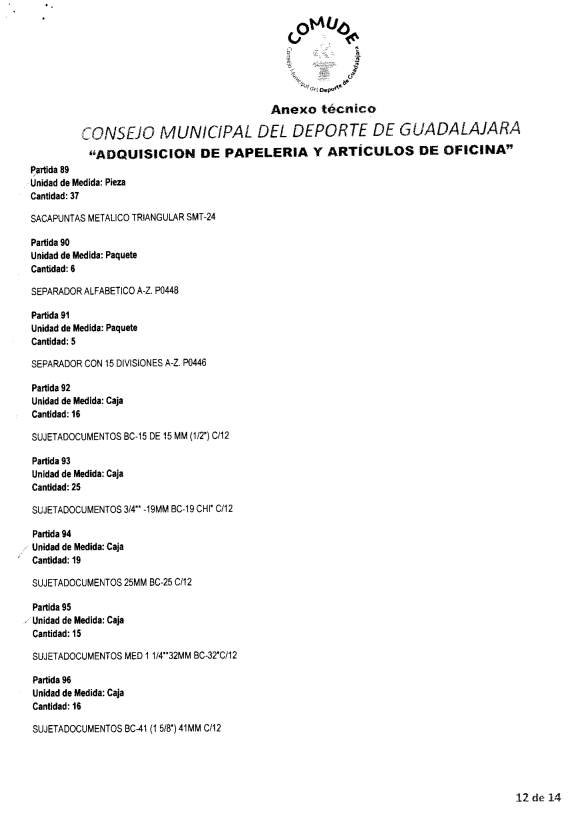 COMUDE
Consejo Municipal del Deporte de Guadalajara
Anexo técnico
CONSEJO MUNICIPAL DEL DEPORTE DE GUADALAJARA
"ADQUISICION DE PAPELERIA Y ARTÍCULOS DE OFICINA"
Partida 89
Unidad de Medida: Pieza
Cantidad: 37
SACAPUNTAS METALICO TRIANGULAR SMT-24
Partida 90
Unidad de Medida: Paquete
Cantidad: 6
SEPARADOR ALFABETICO A-Z. P0448
Partida 91
Unidad de Medida: Paquete
Cantidad: 5
SEPARADOR CON 15 DIVISIONES A-Z. P0446
Partida 92
Unidad de Medida: Caja
Cantidad: 16
SUJETADOCUMENTOS BC-15 DE 15 MM (1/2") C/12
Partida 93
Unidad de Medida: Caja
Cantidad: 25
SUJETADOCUMENTOS 3/4"" -19MM BC-19 CHI" C/12
Partida 94
Unidad de Medida: Caja
Cantidad: 19
SUJETADOCUMENTOS 25MM BC-25 C/12
Partida 95
Unidad de Medida: Caja
Cantidad: 15
SUJETADOCUMENTOS MED 1 1/4""32MM BC-32"C/12
Partida 96
Unidad de Medida: Caja
Cantidad: 16
SUJETADOCUMENTOS BC-41 (1 5/8") 41MM C/12
12 de 14